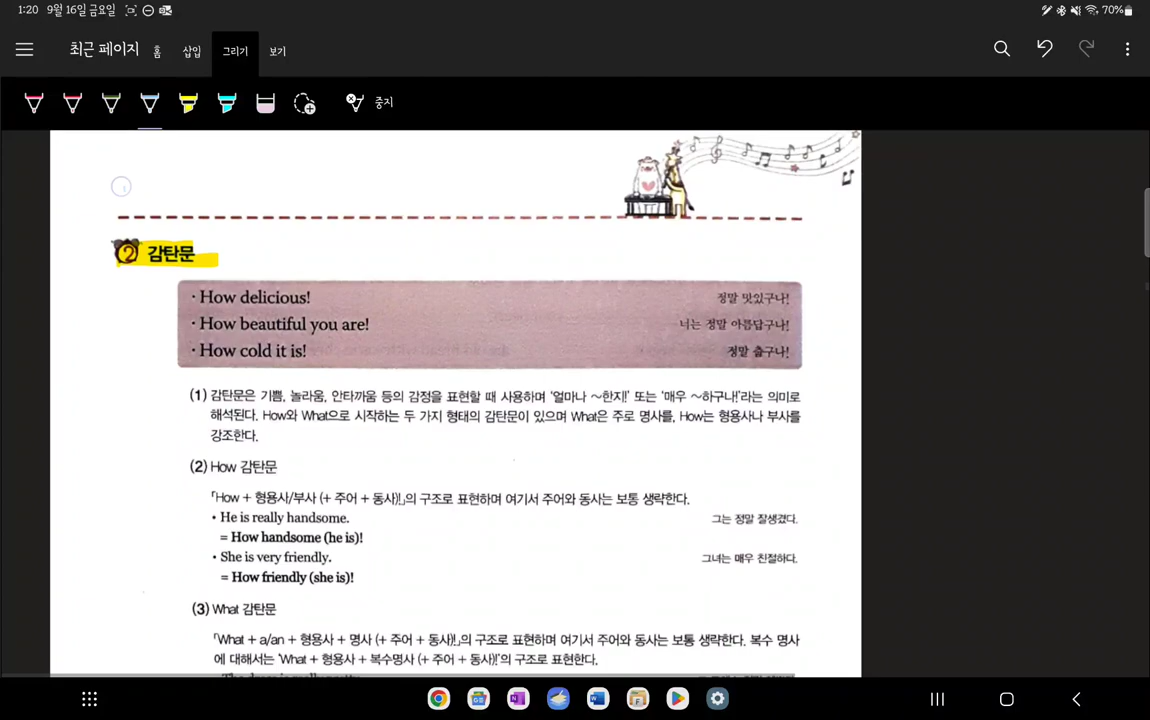 1:20 9월 16일 금요일 70%
최근 페이지 홈 삽입 그리기 보기
중지
2 감탄문
· How delicious! 정말 맛있구나!
· How beautiful you are! 너는 정말 아름답구나!
· How cold it is! 정말 춥구나!
(1) 감탄문은 기쁨, 놀라움, 안타까움 등의 감정을 표현할 때 사용하며 '얼마나 ~한지!' 또는 '매우 ~하구나!'라는 의미로
해석된다. How와 What으로 시작하는 두 가지 형태의 감탄문이 있으며 What은 주로 명사를, How는 형용사나 부사를
강조한다.
(2) How 감탄문
「How + 형용사/부사 (+ 주어 + 동사)!」의 구조로 표현하며 여기서 주어와 동사는 보통 생략한다.
• He is really handsome. 그는 정말 잘생겼다.
= How handsome (he is)!
• She is very friendly. 그녀는 매우 친절하다.
= How friendly (she is)!
(3) What 감탄문
「What + a/an + 형용사 + 명사 (+ 주어 + 동사)!」의 구조로 표현하며 여기서 주어와 동사는 보통 생략한다. 복수 명사
에 대해서는 'What + 형용사 + 복수명사 (+ 주어 + 동사)!'의 구조로 표현한다.